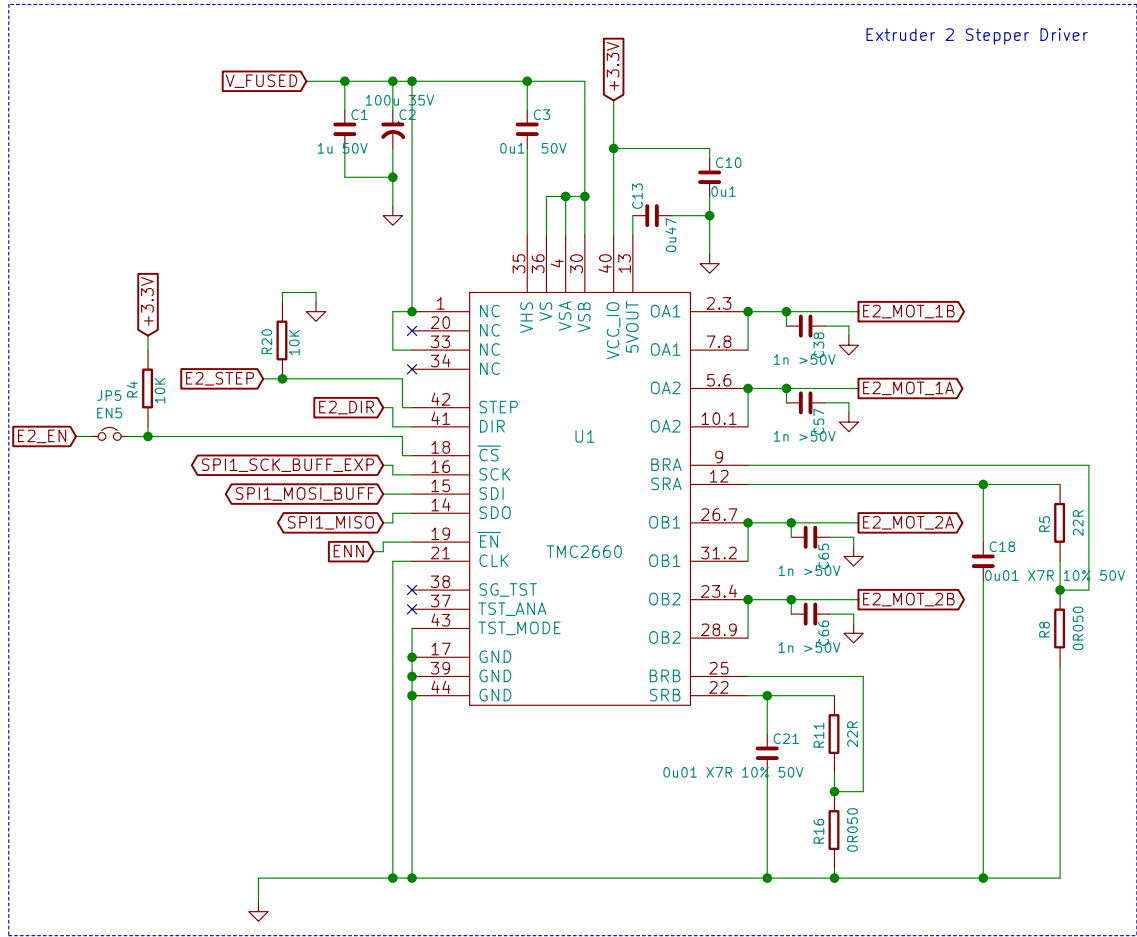 Extruder 2 Stepper Driver
+3.3V
V_FUSED
100u 35V
C1
C2
C3
1u 50V
0u1 50V
C10
0u1
C13
0u47
35
36
4
30
40
13
VHS
VS
VSA
VSB
VCC_IO
5VOUT
+3.3V
R20
10K
R4
10K
JP5
EN5
E2_STEP
E2_DIR
E2_EN
SPI1_SCK_BUFF_EXP
SPI1_MOSI_BUFF
SPI1_MISO
ENN
1 NC
20 NC
33 NC
34 NC
42 STEP
41 DIR
18 CS
16 SCK
15 SDI
14 SDO
19 EN
21 CLK
38 SG_TST
37 TST_ANA
43 TST_MODE
17 GND
39 GND
44 GND
U1
TMC2660
OA1 2.3
OA1 7.8
OA2 5.6
OA2 10.1
BRA 9
SRA 12
OB1 26.7
OB1 31.2
OB2 23.4
OB2 28.9
BRB 25
SRB 22
E2_MOT_1B
C38
1n >50V
E2_MOT_1A
C57
1n >50V
E2_MOT_2A
C65
1n >50V
E2_MOT_2B
C66
1n >50V
R5
22R
C18
0u01 X7R 10% 50V
R8
0R050
R11
22R
C21
0u01 X7R 10% 50V
R16
0R050